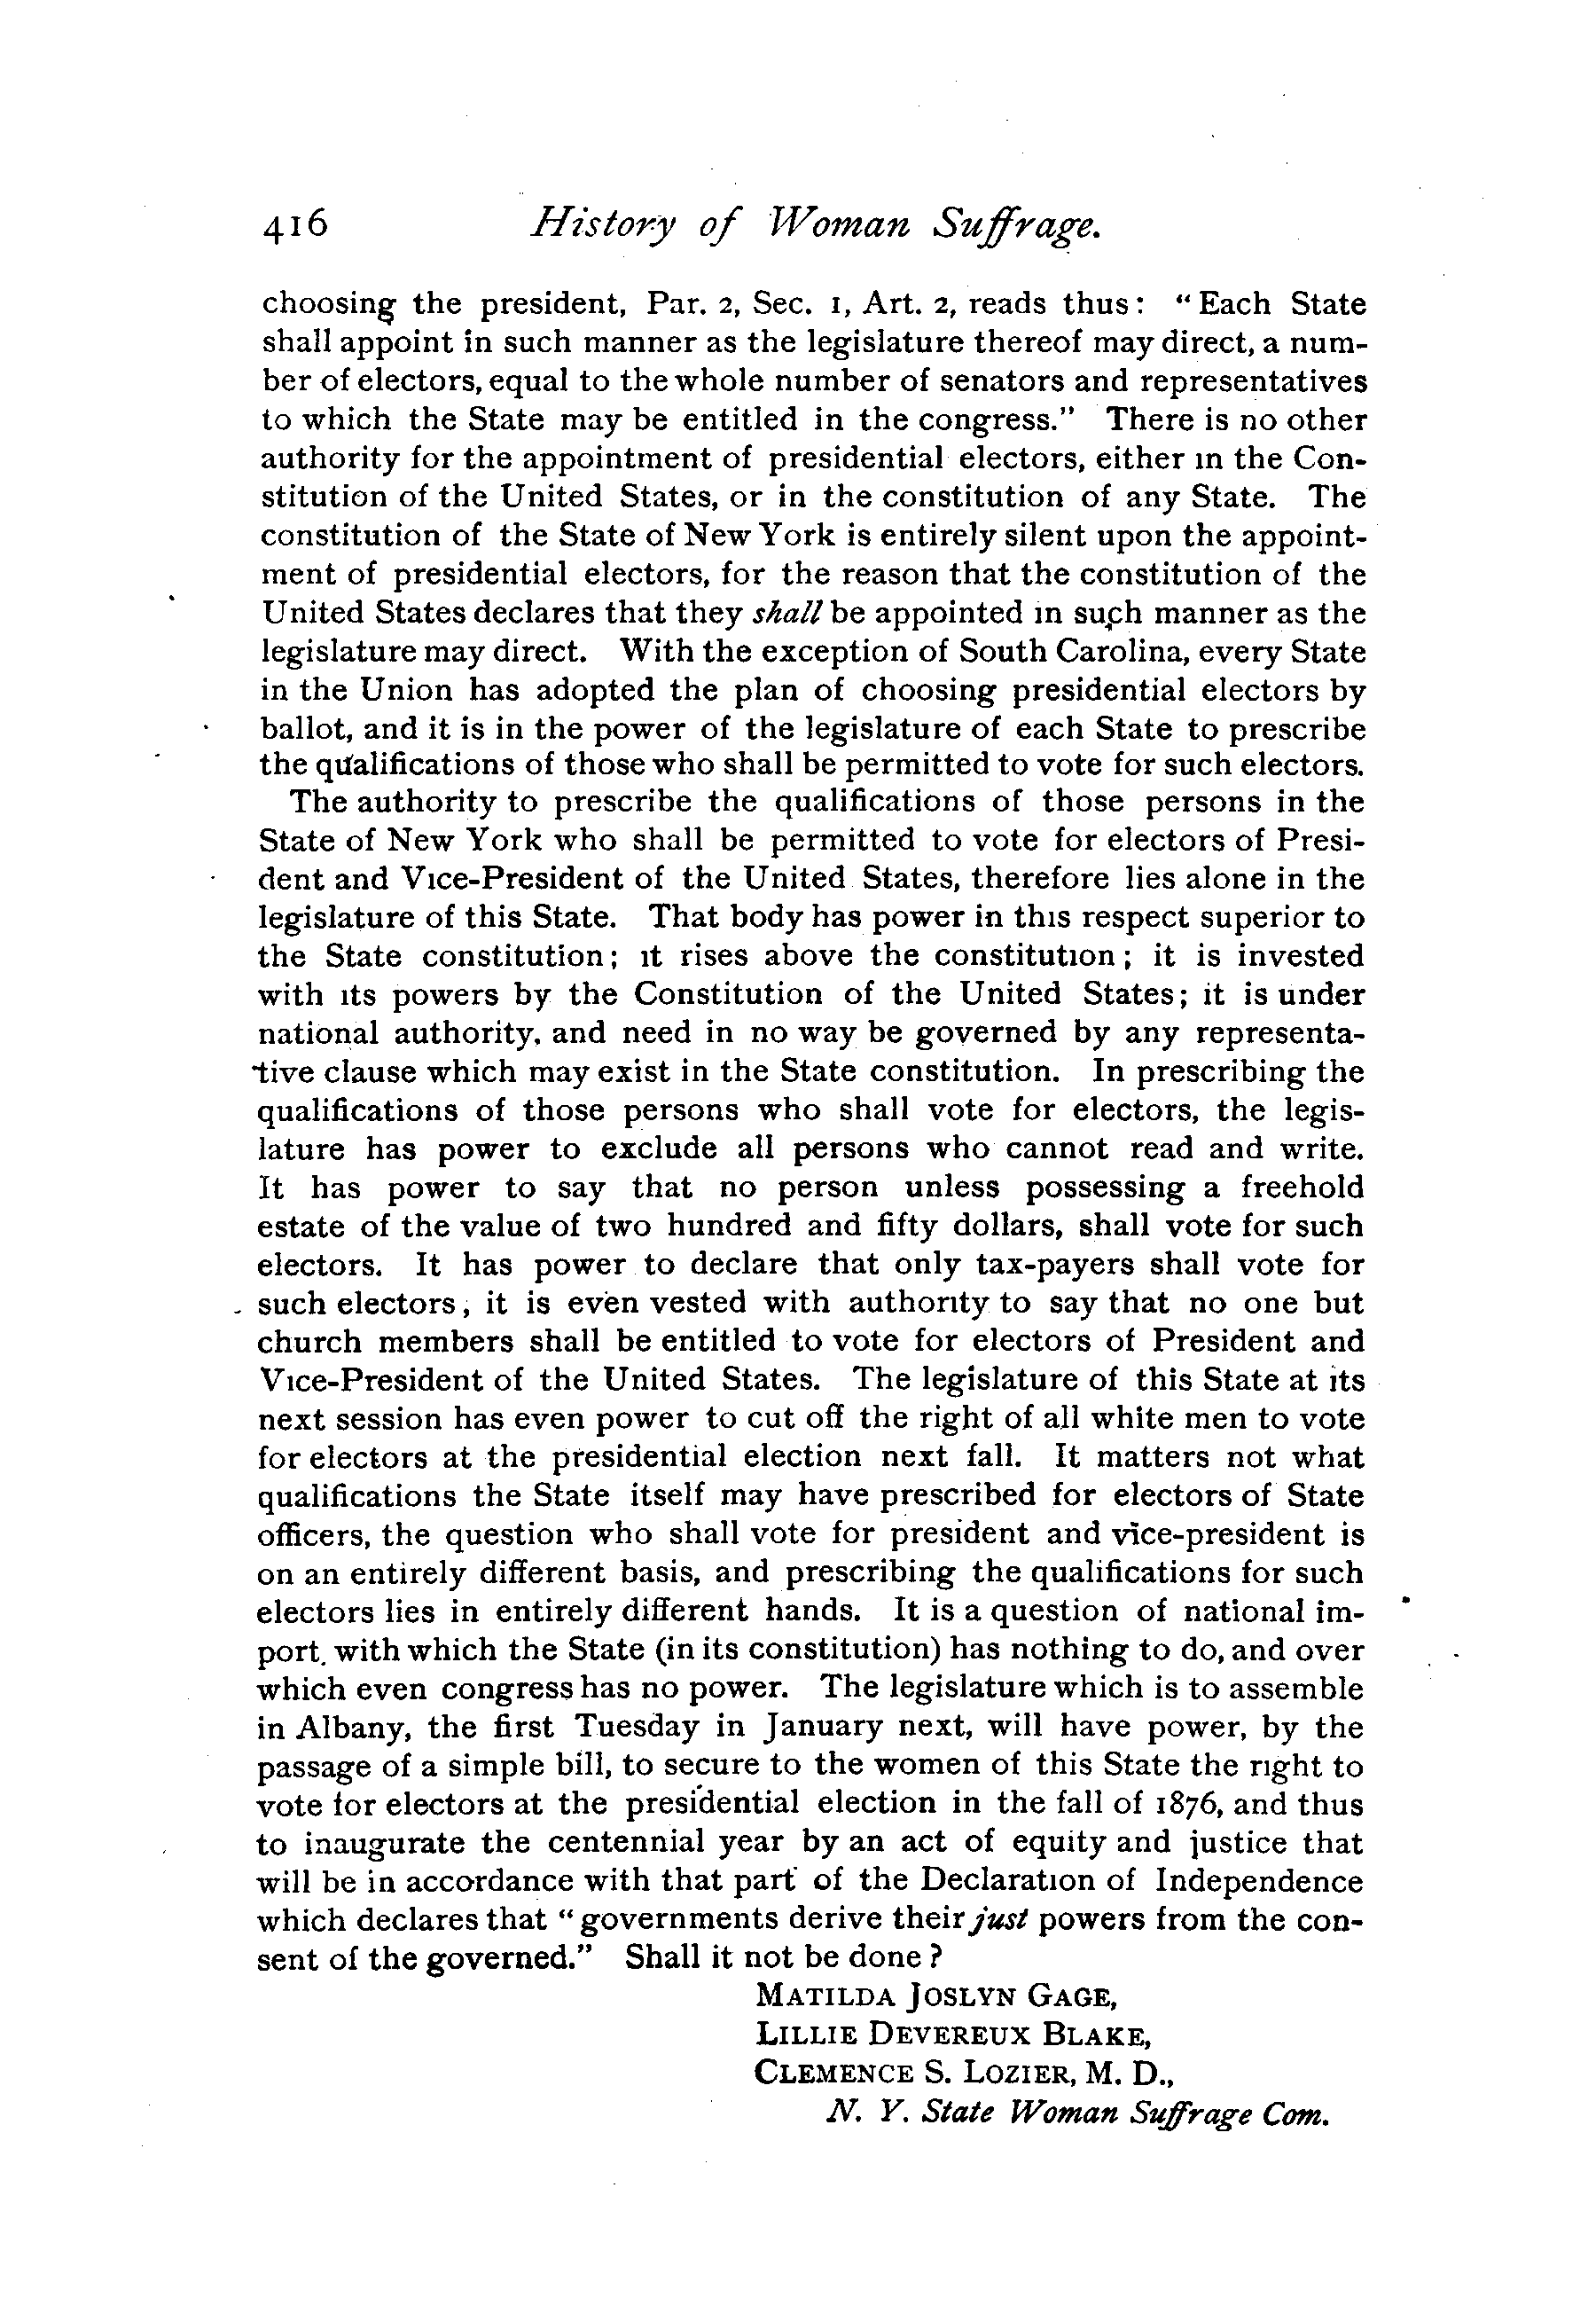 416 History of Woman Suffrage.
choosing the president, Par. 2, Sec. 1, Art. 2, reads thus: "Each State
shall appoint in such manner as the legislature thereof may direct, a num-
ber of electors, equal to the whole number of senators and representatives
to which the State may be entitled in the congress." There is no other
authority for the appointment of presidential electors, either in the Con-
stitution of the United States, or in the constitution of any State. The
constitution of the State of New York is entirely silent upon the appoint-
ment of presidential electors, for the reason that the constitution of the
United States declares that they shall be appointed in such manner as the
legislature may direct. With the exception of South Carolina, every State
in the Union has adopted the plan of choosing presidential electors by
ballot, and it is in the power of the legislature of each State to prescribe
the qualifications of those who shall be permitted to vote for such electors.
The authority to prescribe the qualifications of those persons in the
State of New York who shall be permitted to vote for electors of Presi-
dent and Vice-President of the United States, therefore lies alone in the
legislature of this State. That body has power in this respect superior to
the State constitution; it rises above the constitution; it is invested
with its powers by the Constitution of the United States; it is under
national authority, and need in no way be governed by any representa-
tive clause which may exist in the State constitution. In prescribing the
qualifications of those persons who shall vote for electors, the legis-
lature has power to exclude all persons who cannot read and write.
It has power to say that no person unless possessing a freehold
estate of the value of two hundred and fifty dollars, shall vote for such
electors. It has power to declare that only tax-payers shall vote for
such electors; it is even vested with authority to say that no one but
church members shall be entitled to vote for electors of President and
Vice-President of the United States. The legislature of this State at its
next session has even power to cut off the right of all white men to vote
for electors at the presidential election next fall. It matters not what
qualifications the State itself may have prescribed for electors of State
officers, the question who shall vote for president and vice-president is
on an entirely different basis, and prescribing the qualifications for such
electors lies in entirely different hands. It is a question of national im-
port, with which the State (in its constitution) has nothing to do, and over
which even congress has no power. The legislature which is to assemble
in Albany, the first Tuesday in January next, will have power, by the
passage of a simple bill, to secure to the women of this State the right to
vote for electors at the presidential election in the fall of 1876, and thus
to inaugurate the centennial year by an act of equity and justice that
will be in accordance with that part of the Declaration of Independence
which declares that "governments derive their just powers from the con-
sent of the governed." Shall it not be done?
MATILDA JOSLYN GAGE,
LILLIE DEVEREUX BLAKE,
CLEMENCE S. LOZIER, M. D.,
N. Y. State Woman Suffrage Com.